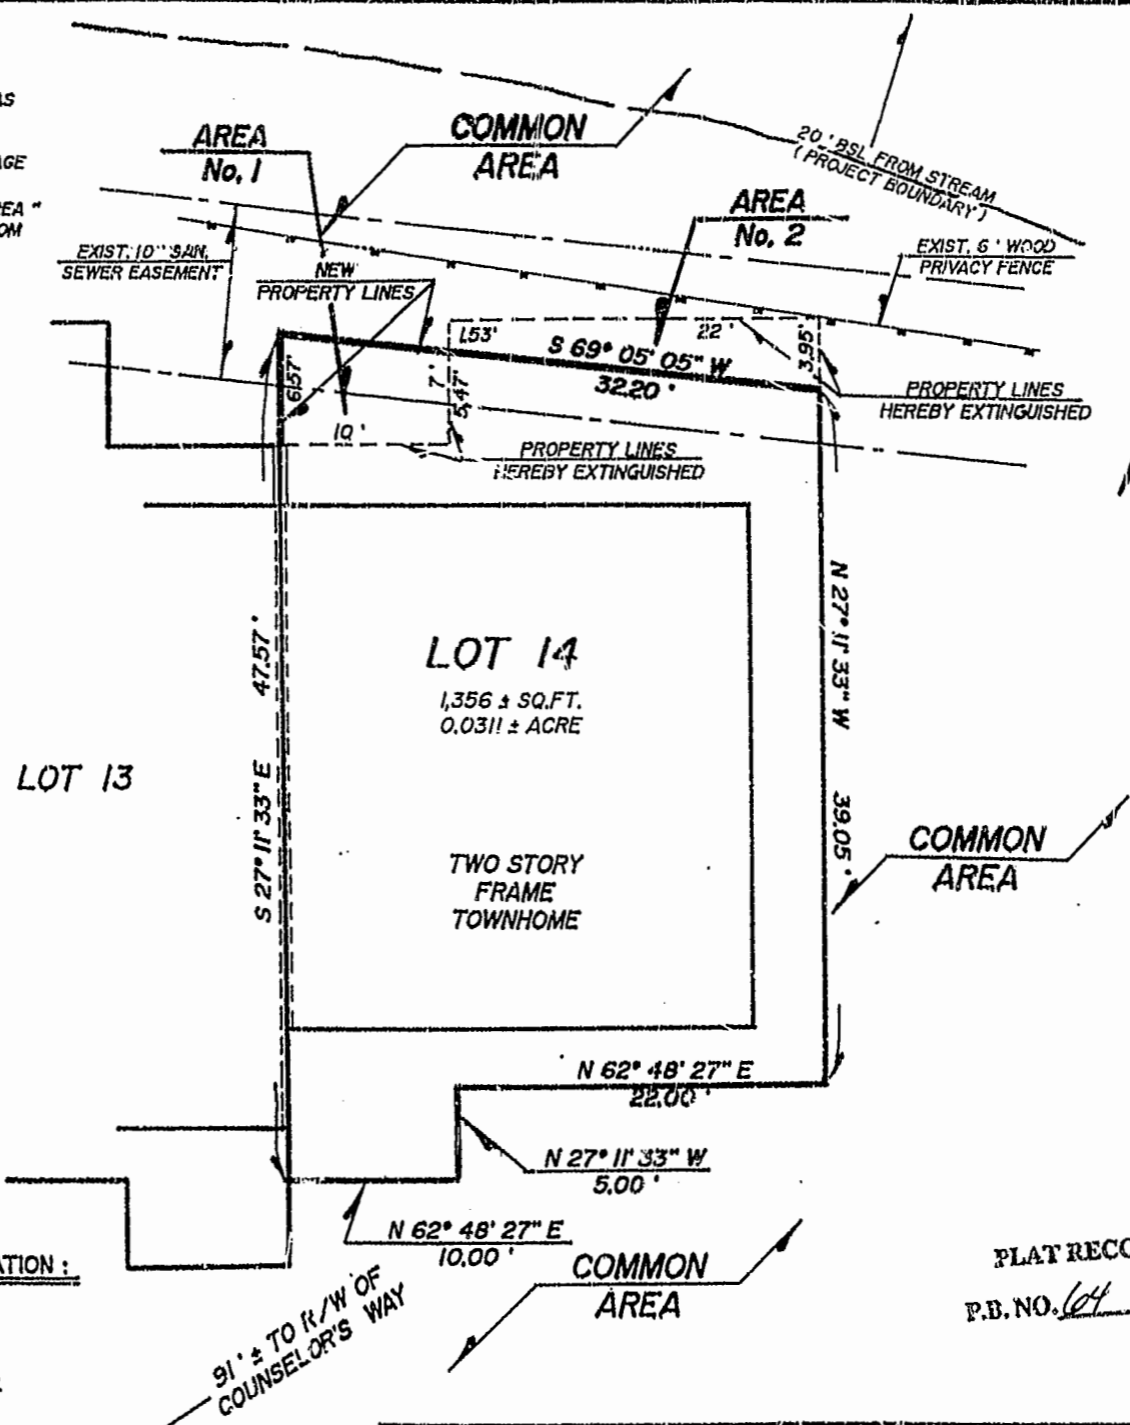 AS
AGE
EA "
OM
AREA
No. 1
COMMON
AREA
20' BSL FROM STREAM
( PROJECT BOUNDARY )
AREA
No. 2
EXIST. 10" SAN.
SEWER EASEMENT
NEW
PROPERTY LINES
EXIST. 6' WOOD
PRIVACY FENCE
1.53'
22'
S 69° 05' 05" W
32.20'
3.95'
6.57'
7'
5.47'
10'
PROPERTY LINES
HEREBY EXTINGUISHED
PROPERTY LINES
HEREBY EXTINGUISHED
N 27° 11' 33" W 39.05'
S 27° 11' 33" E 47.57'
LOT 14
1,356 ± SQ.FT.
0.0311 ± ACRE
LOT 13
TWO STORY
FRAME
TOWNHOME
COMMON
AREA
N 62° 48' 27" E
22.00'
N 27° 11' 33" W
5.00'
N 62° 48' 27" E
10.00'
COMMON
AREA
ATION :
91' ± TO R/W OF
COUNSELOR'S WAY
PLAT RECO
P.B. NO. 64